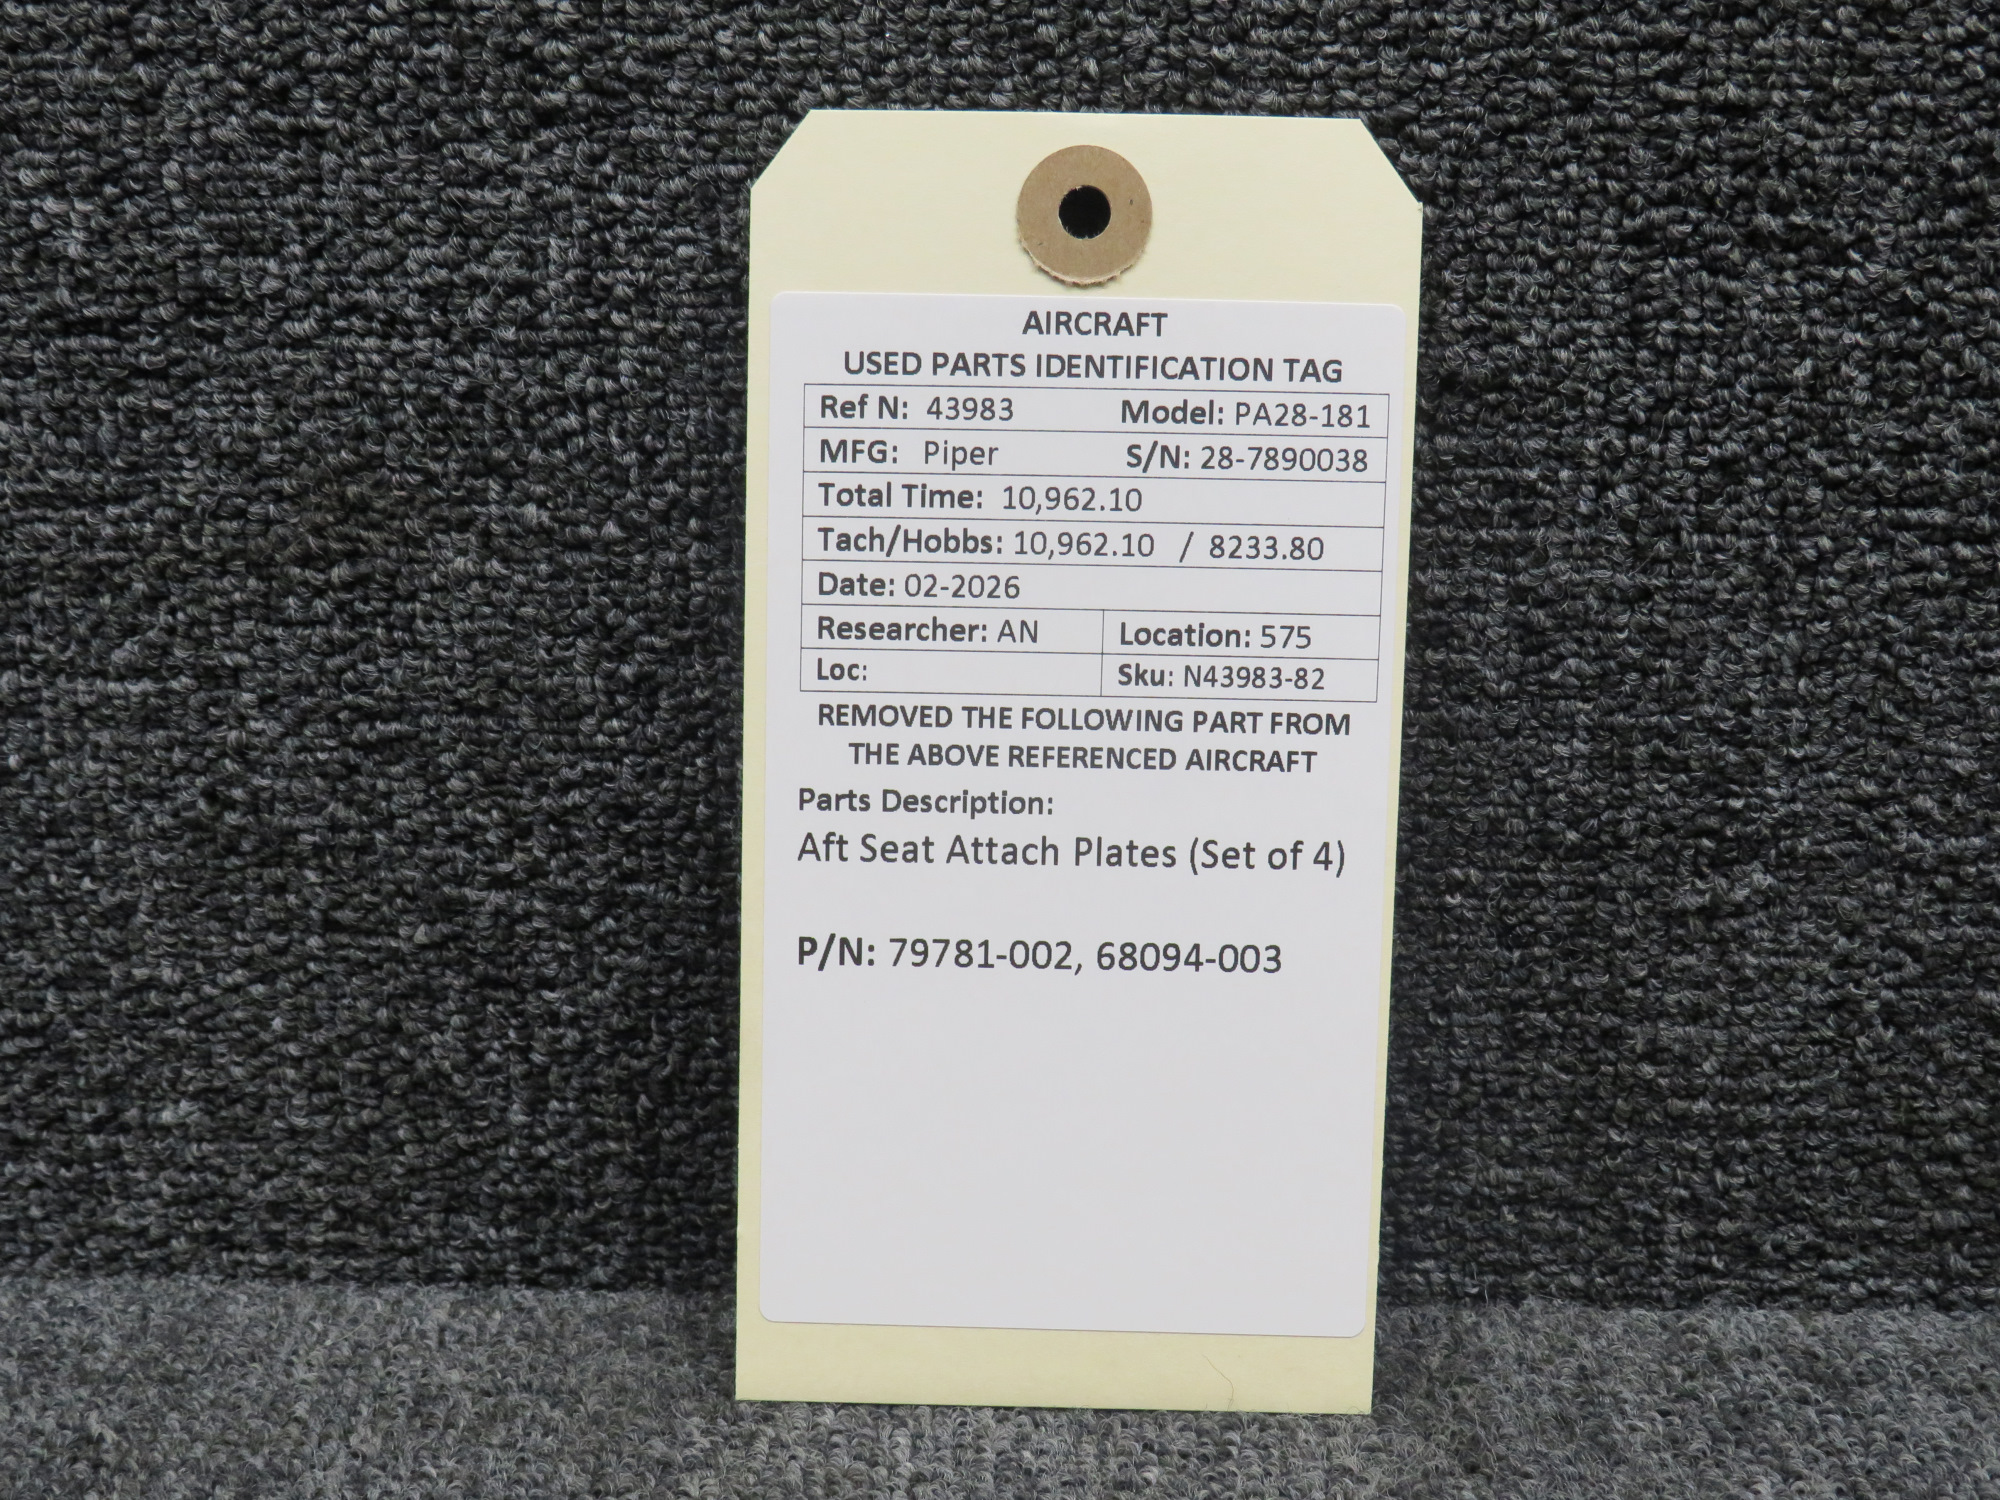 AIRCRAFT
USED PARTS IDENTIFICATION TAG
Ref N: 43983 Model: PA28-181
MFG: Piper S/N: 28-7890038
Total Time: 10,962.10
Tach/Hobbs: 10,962.10 / 8233.80
Date: 02-2026
Researcher: AN Location: 575
Loc: Sku: N43983-82
REMOVED THE FOLLOWING PART FROM
THE ABOVE REFERENCED AIRCRAFT
Parts Description:
Aft Seat Attach Plates (Set of 4)
P/N: 79781-002, 68094-003